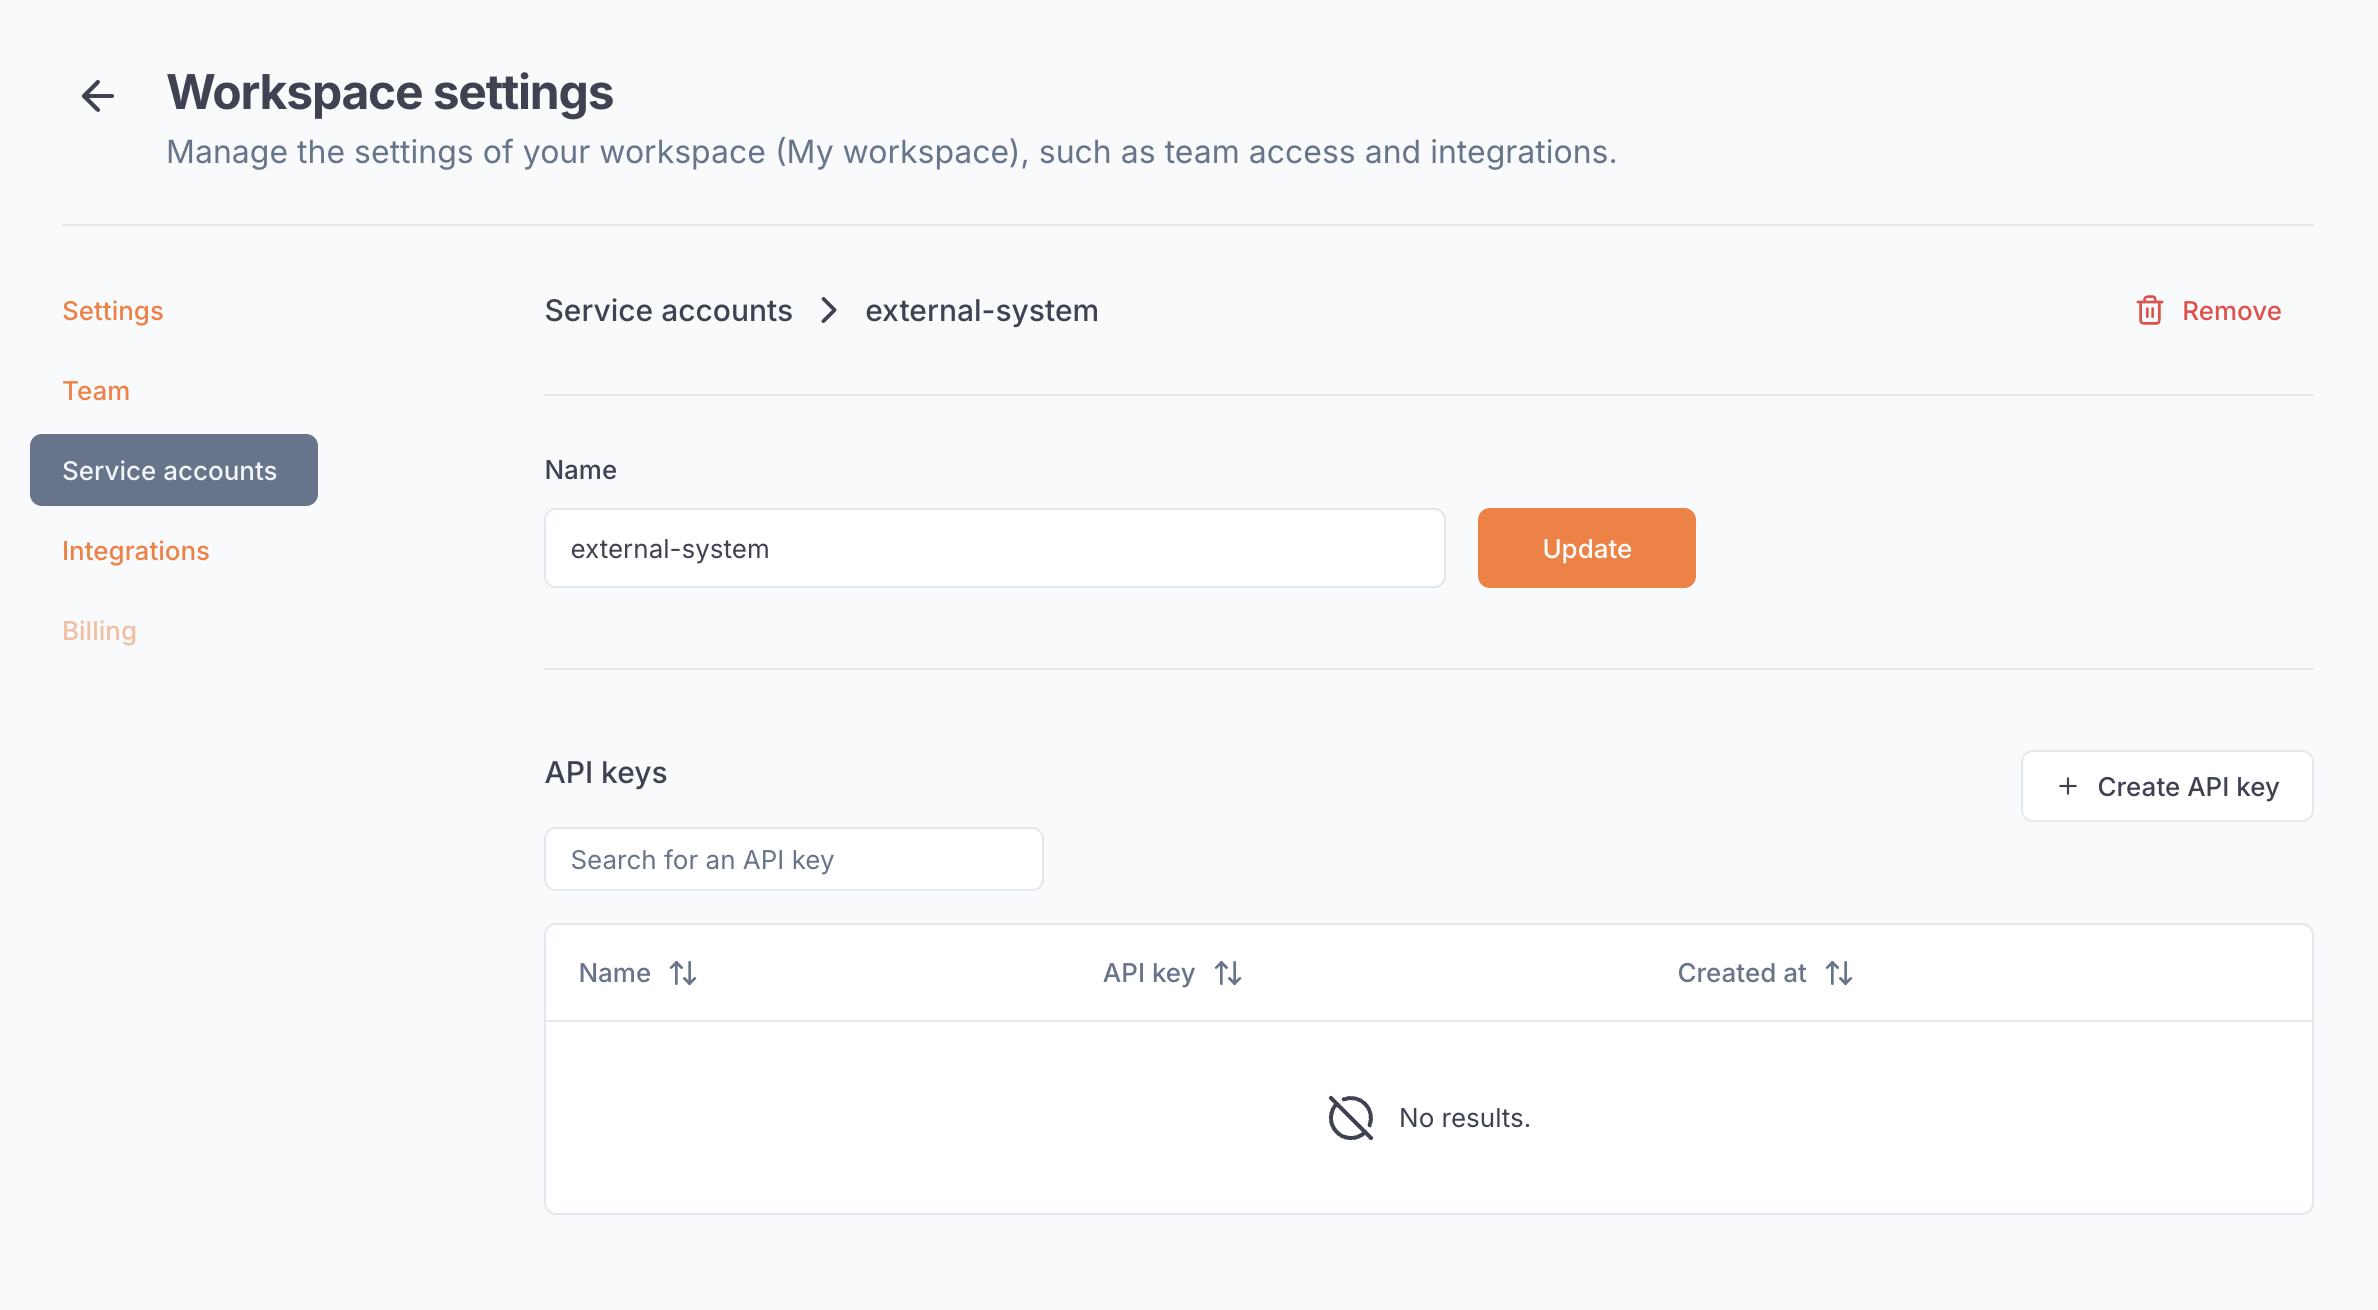 Workspace settings
Manage the settings of your workspace (My workspace), such as team access and integrations.
Settings
Team
Service accounts
Integrations
Billing
Service accounts > external-system
Remove
Name
external-system
Update
API keys
+ Create API key
Search for an API key
Name API key Created at
No results.